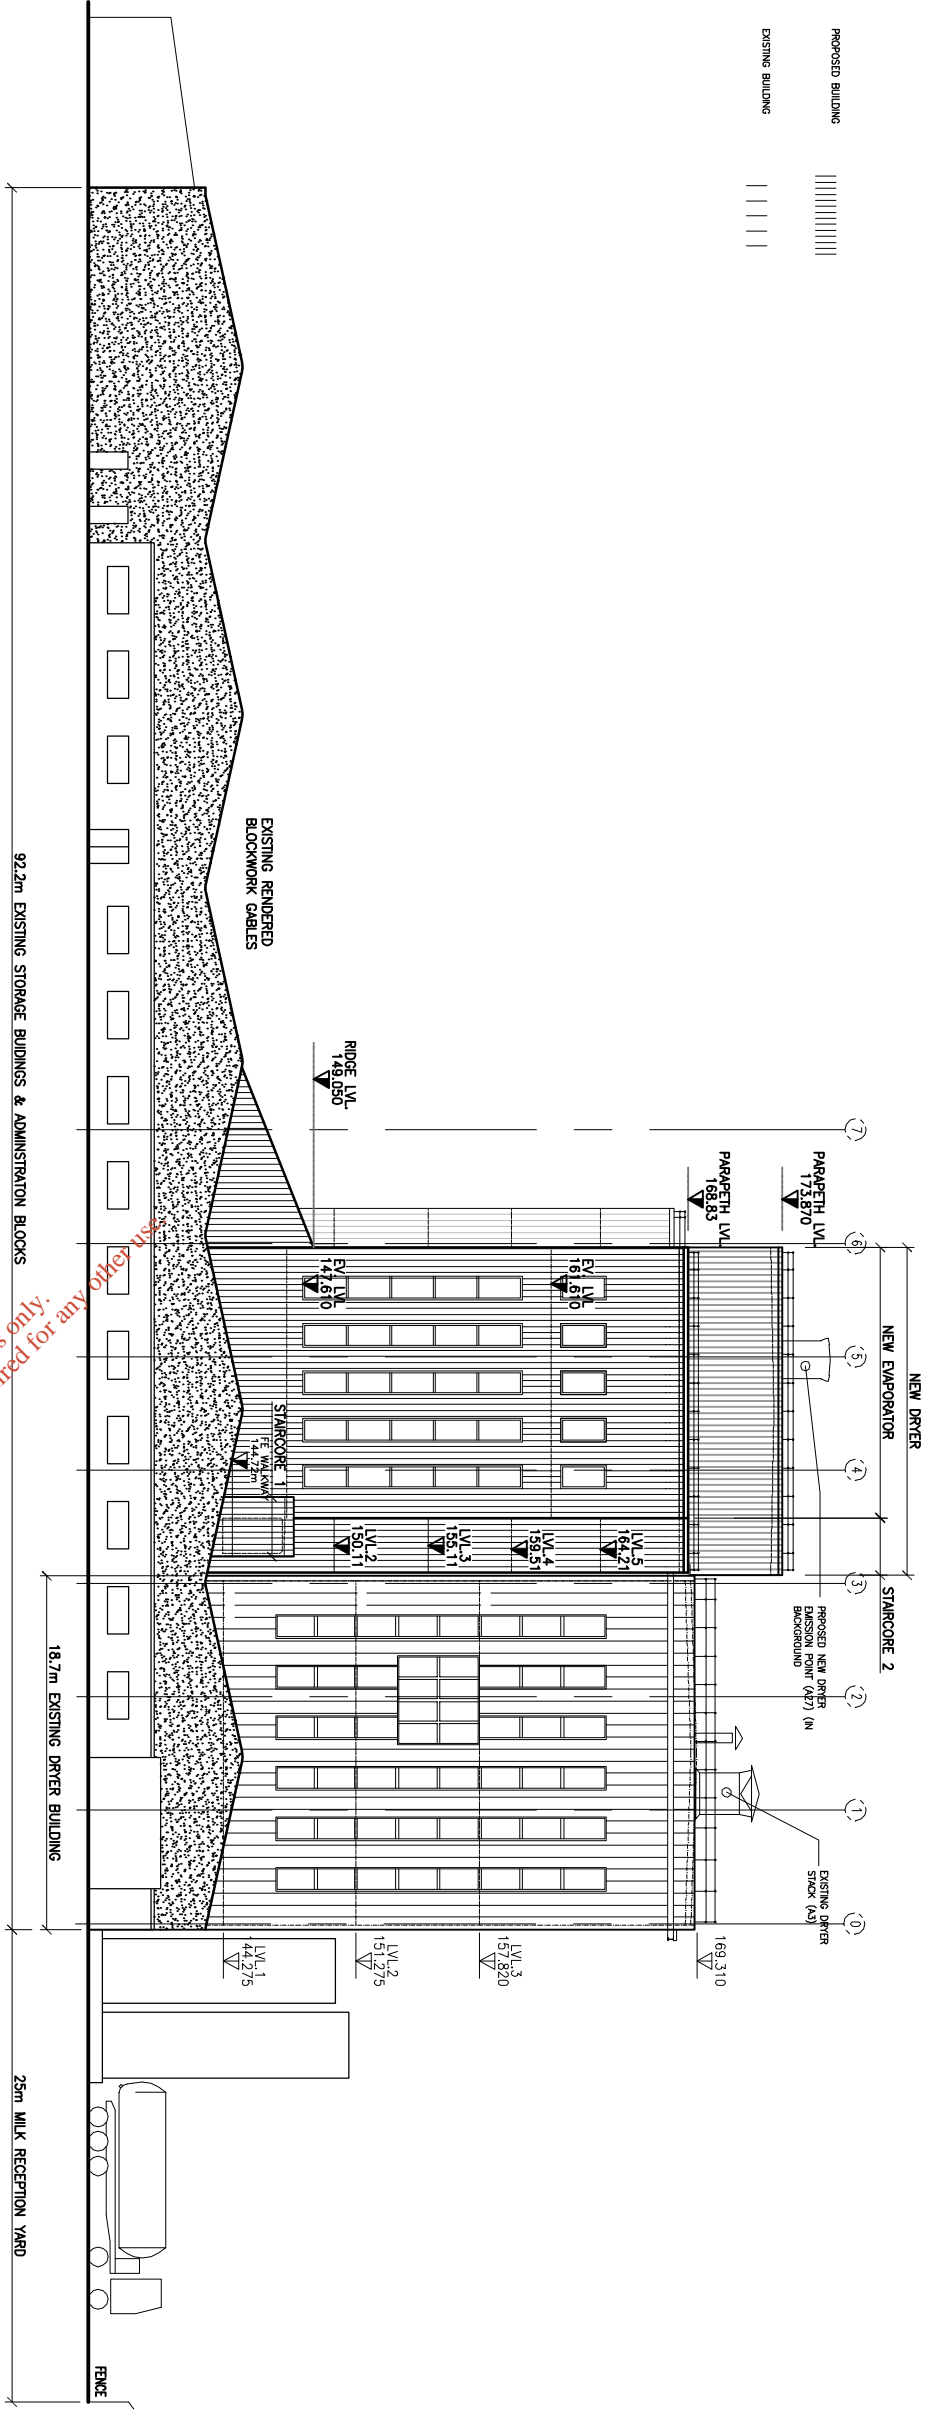 PROPOSED BUILDING
EXISTING BUILDING
7
6
5
4
3
2
1
0
NEW DRYER
NEW EVAPORATOR
STAIRCORE 2
PARAPETH LVL.
173.870
PARAPETH LVL.
168.83
PRPOSED NEW DRYER
EMISSION POINT (A27) (IN
BACKGROUND
EXISTING DRYER
STACK (A3)
169.310
RIDGE LVL.
149.050
EV. LVL
161.610
EV. LVL
147.610
LVL.5
164.21
LVL.4
159.51
LVL.3
155.11
LVL.2
150.11
STAIRCORE 1
FF WALKWAY
144.72m
LVL.3
157.820
LVL.2
151.275
LVL.1
144.275
EXISTING RENDERED
BLOCKWORK GABLES
18.7m EXISTING DRYER BUILDING
92.2m EXISTING STORAGE BUIDINGS & ADMINSTRATON BLOCKS
25m MILK RECEPTION YARD
FENCE
only.
for any other use.